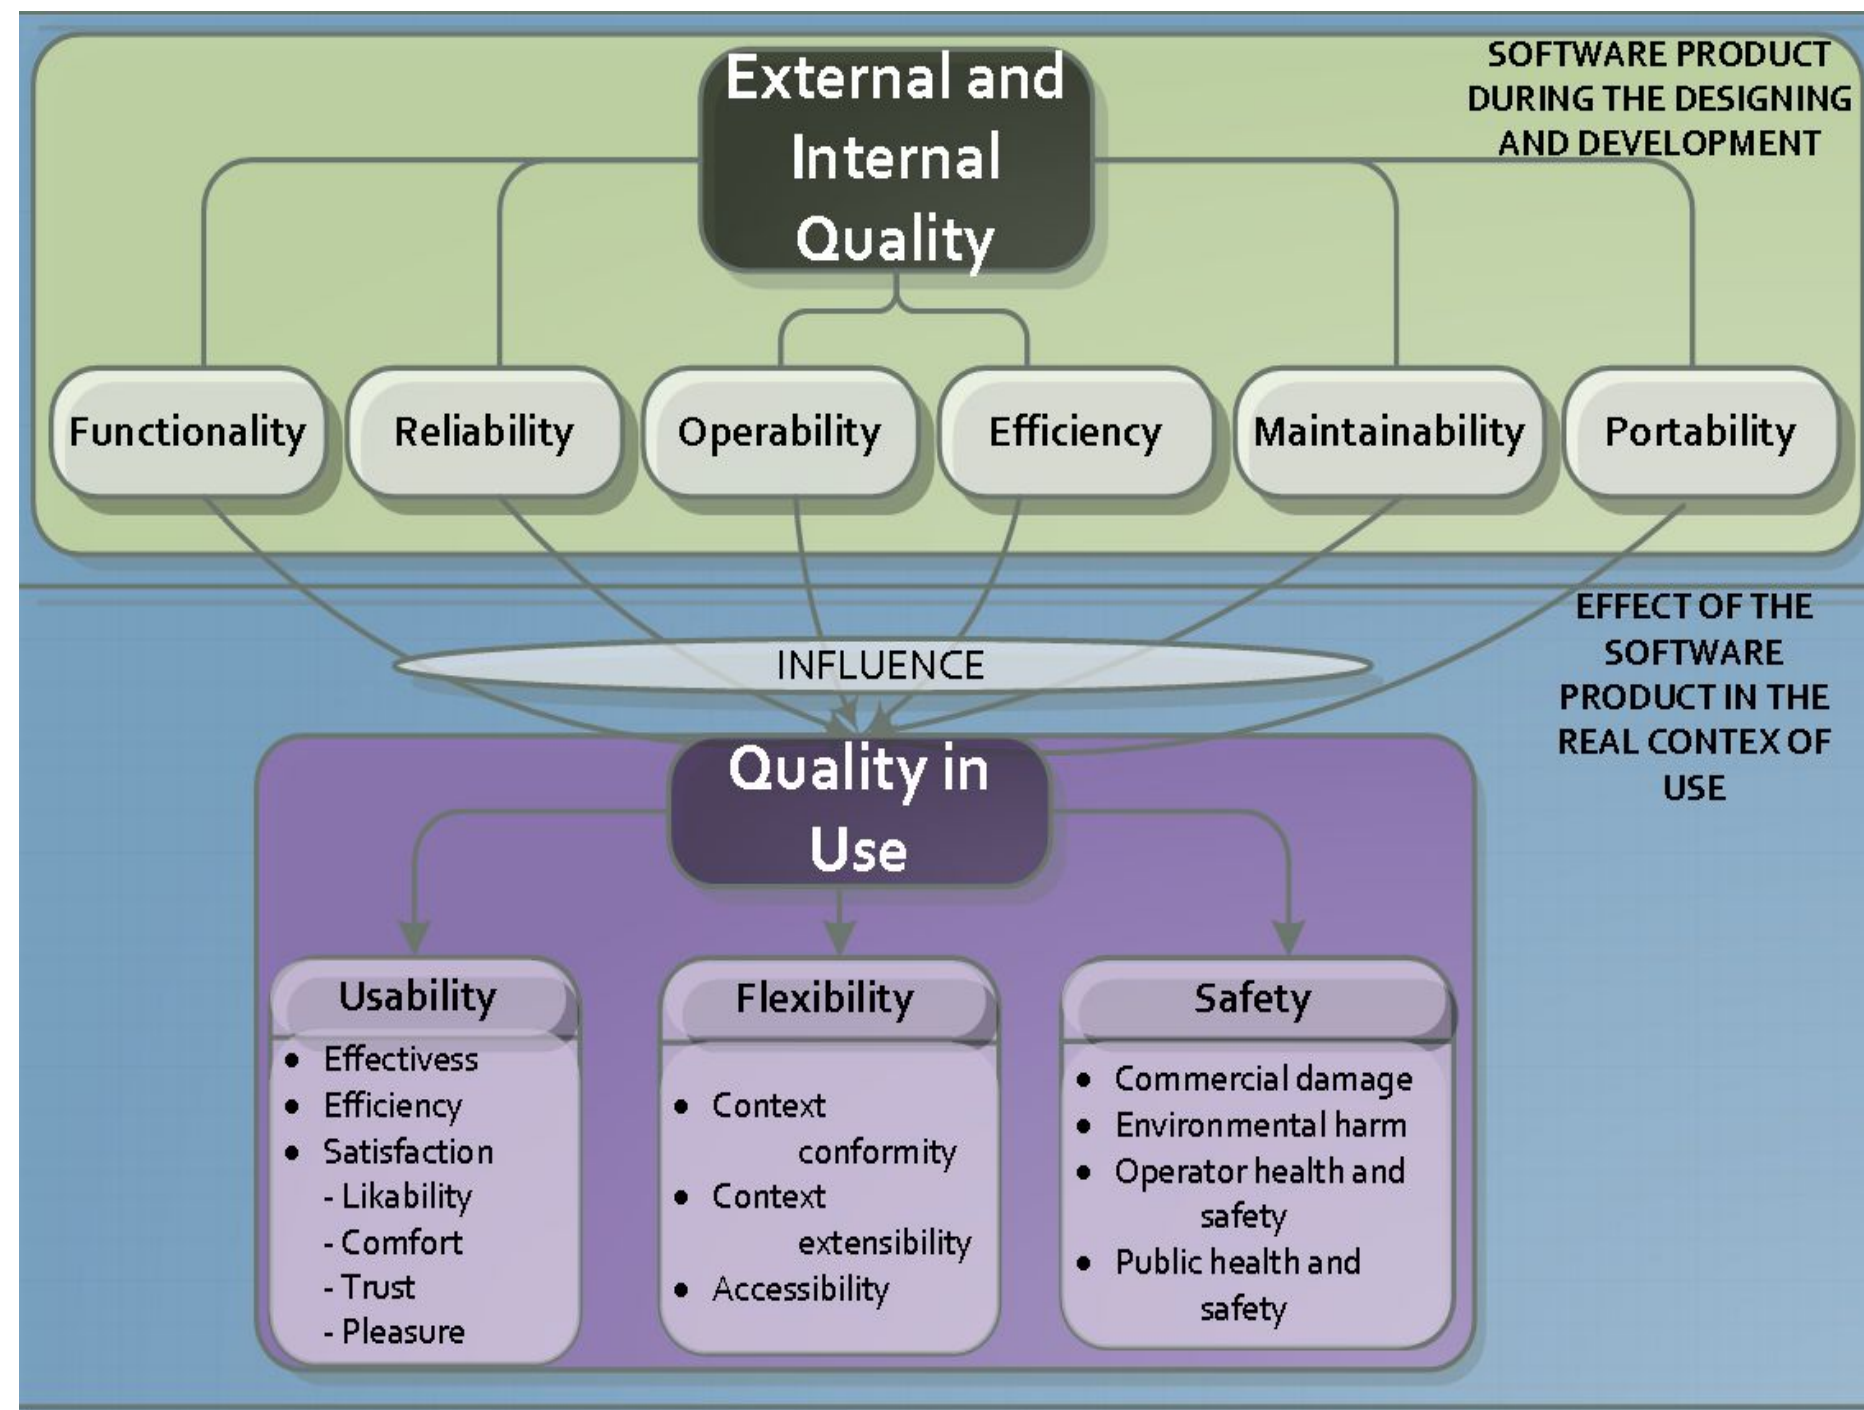 External and
Internal
Quality
SOFTWARE PRODUCT
DURING THE DESIGNING
AND DEVELOPMENT
Functionality
Reliability
Operability
Efficiency
Maintainability
Portability
INFLUENCE
EFFECT OF THE
SOFTWARE
PRODUCT IN THE
REAL CONTEX OF
USE
Quality in
Use
Usability
• Effectivess
• Efficiency
• Satisfaction
- Likability
- Comfort
- Trust
- Pleasure
Flexibility
• Context
conformity
• Context
extensibility
• Accessibility
Safety
• Commercial damage
• Environmental harm
• Operator health and
safety
• Public health and
safety